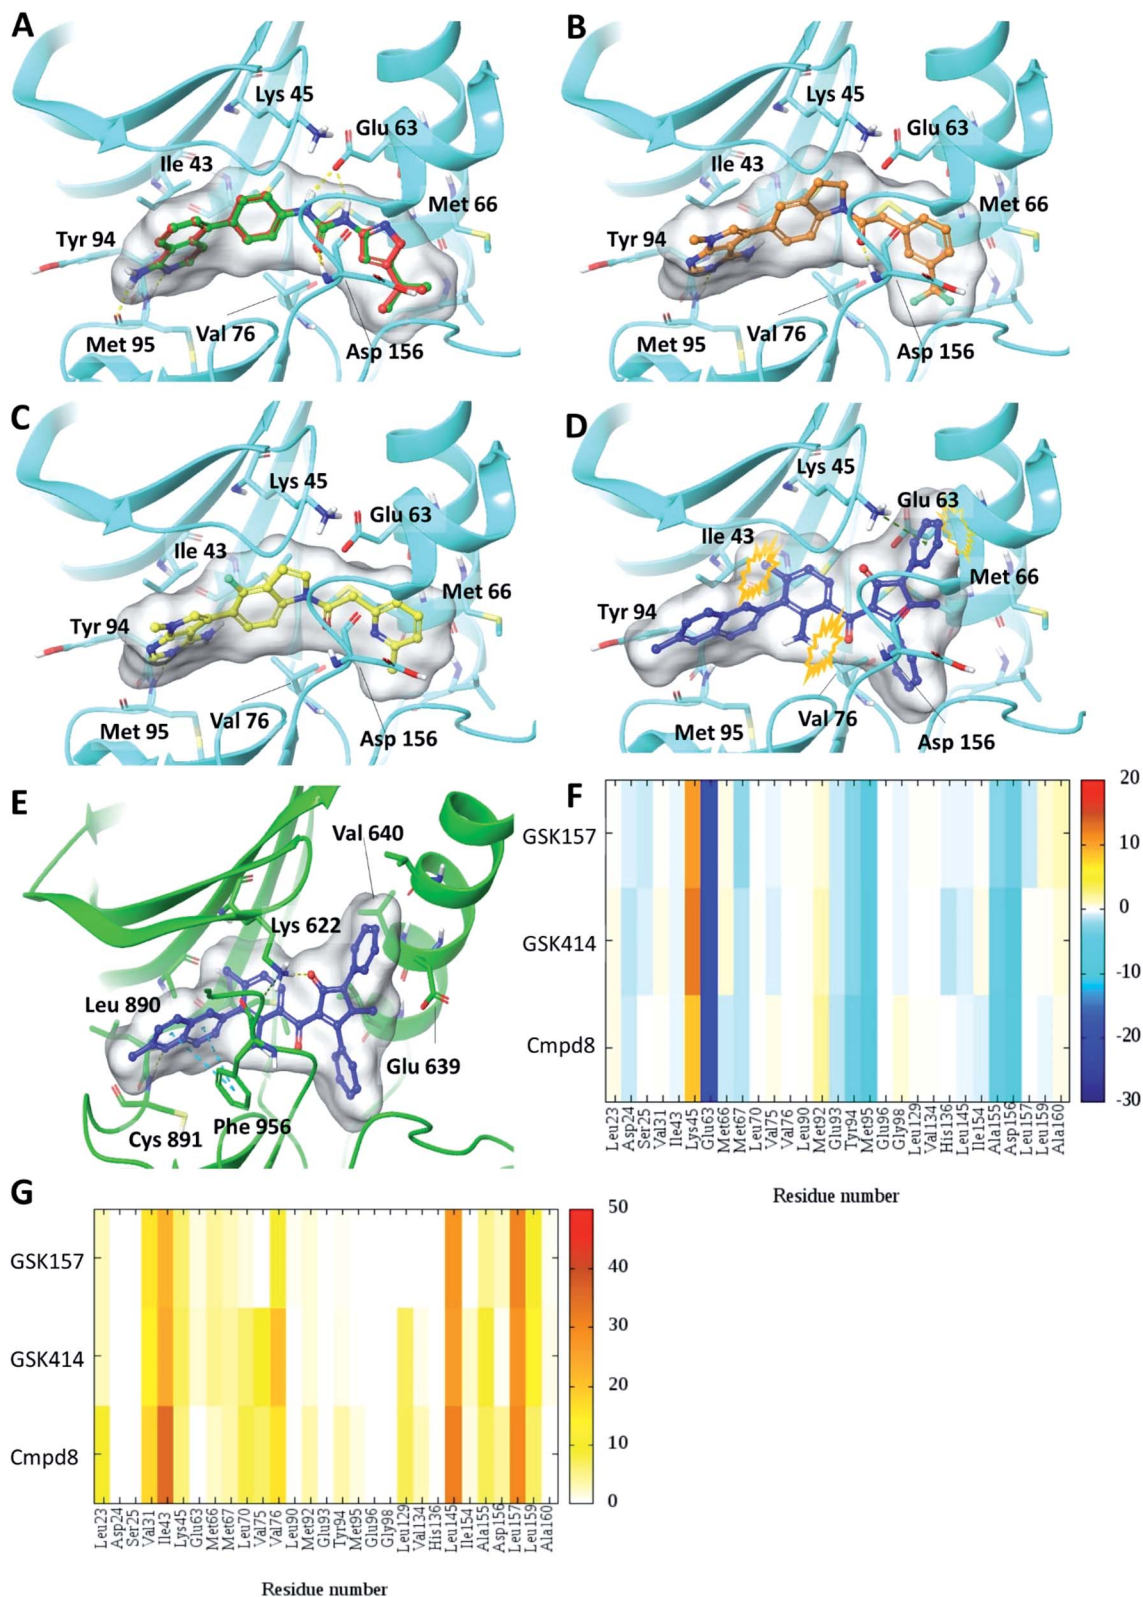 A
Lys 45
Glu 63
Ile 43
Met 66
Tyr 94
Met 95
Val 76
Asp 156
B
Lys 45
Glu 63
Ile 43
Met 66
Tyr 94
Met 95
Val 76
Asp 156
C
Lys 45
Glu 63
Ile 43
Met 66
Tyr 94
Met 95
Val 76
Asp 156
D
Lys 45
Glu 63
Ile 43
Met 66
Tyr 94
Met 95
Val 76
Asp 156
E
Val 640
Lys 622
Leu 890
Glu 639
Cys 891
Phe 956
F
GSK157
GSK414
Cmpd8
20
10
0
-10
-20
-30
Leu23
Asp24
Ser25
Val31
Ile43
Lys45
Glu63
Met66
Met67
Leu70
Val75
Val76
Leu90
Met92
Glu93
Tyr94
Met95
Glu96
Gly98
Leu129
Val134
His136
Leu145
Ile154
Ala155
Asp156
Leu157
Leu159
Ala160
Residue number
G
GSK157
GSK414
Cmpd8
50
40
30
20
10
0
Leu23
Asp24
Ser25
Val31
Ile43
Lys45
Glu63
Met66
Met67
Leu70
Val75
Val76
Leu90
Met92
Glu93
Tyr94
Met95
Glu96
Gly98
Leu129
Val134
His136
Leu145
Ile154
Ala155
Asp156
Leu157
Leu159
Ala160
Residue number